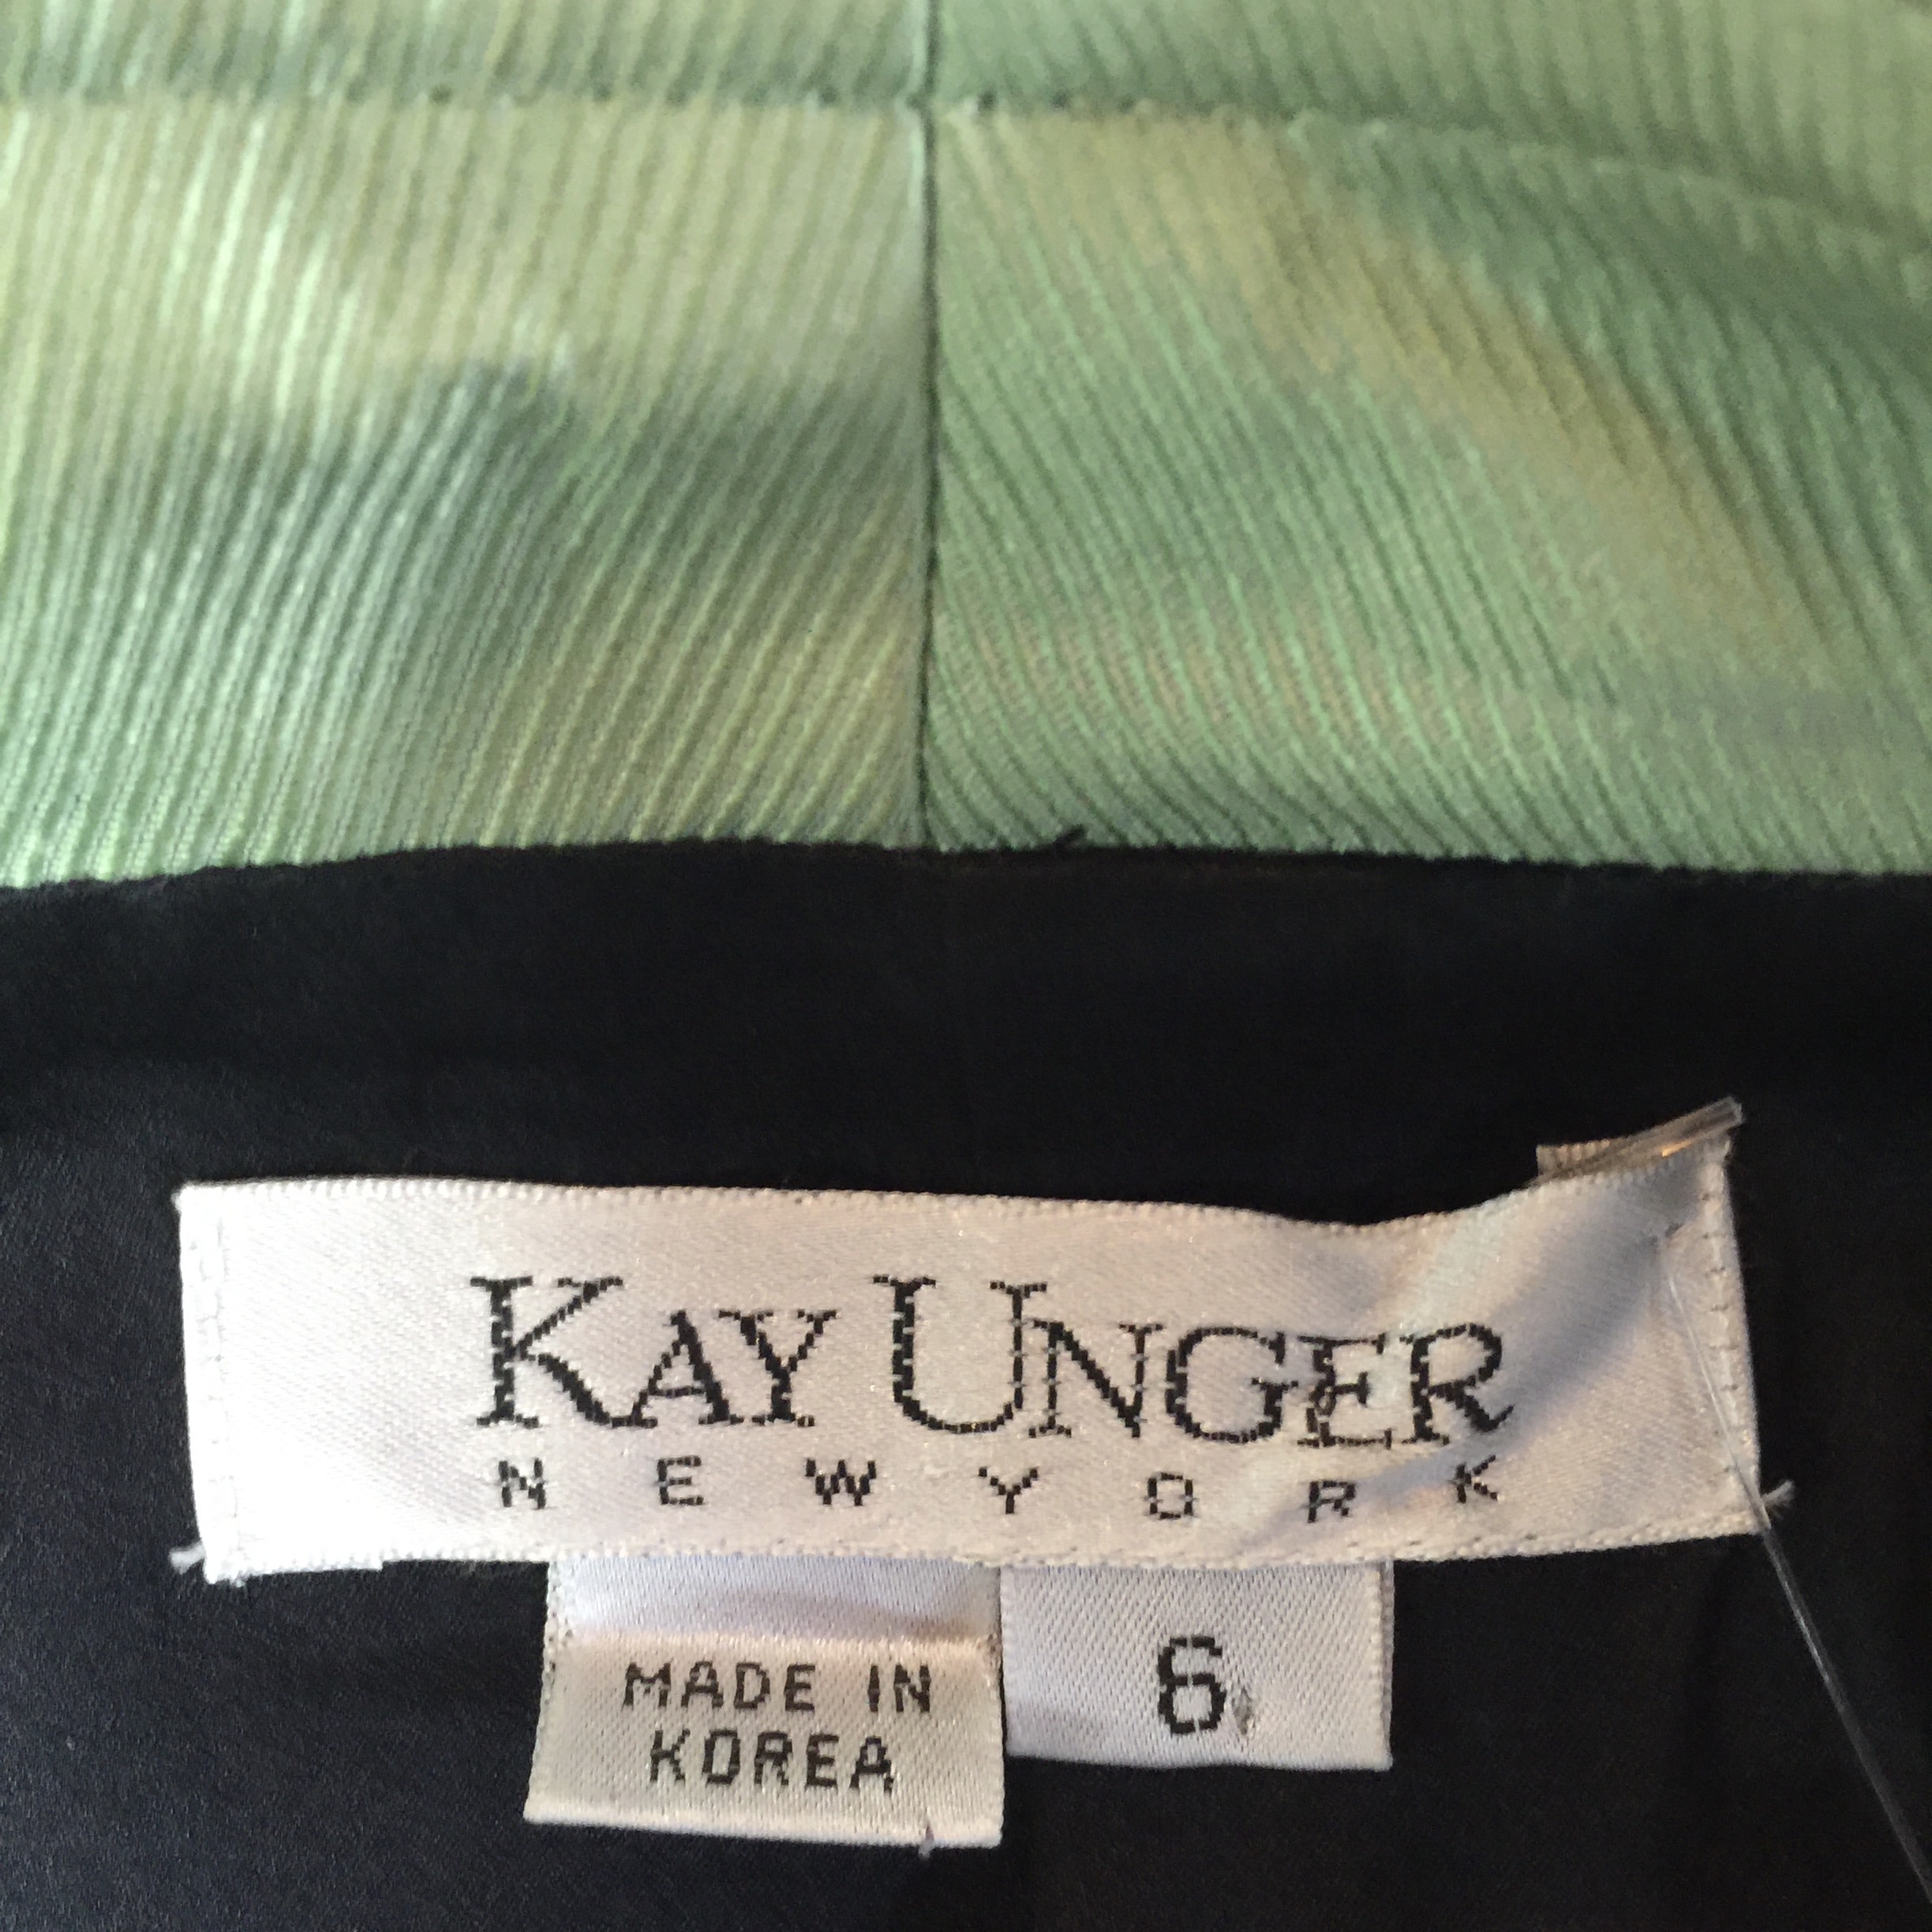 KAY UNGER
NEW YORK
MADE IN
KOREA
6